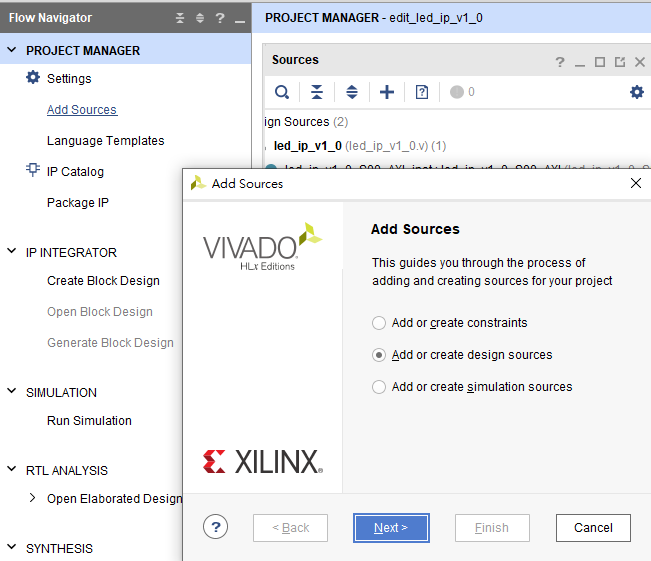 Flow Navigator
PROJECT MANAGER - edit_led_ip_v1_0
PROJECT MANAGER
Settings
Add Sources
Language Templates
IP Catalog
Package IP
IP INTEGRATOR
Create Block Design
Open Block Design
Generate Block Design
SIMULATION
Run Simulation
RTL ANALYSIS
Open Elaborated Design
SYNTHESIS
Sources
0
ign Sources (2)
led_ip_v1_0 (led_ip_v1_0.v) (1)
Add Sources
VIVADO
HLx Editions
XILINX
Add Sources
This guides you through the process of
adding and creating sources for your project
Add or create constraints
Add or create design sources
Add or create simulation sources
? < Back Next > Finish Cancel